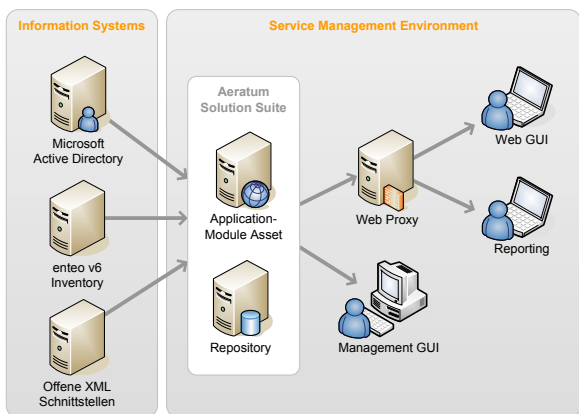 Information Systems
Microsoft
Active Directory
enteo v6
Inventory
Offene XML
Schnittstellen
Service Management Environment
Aeratum
Solution Suite
Application-
Module Asset
Repository
Web Proxy
Management GUI
Web GUI
Reporting